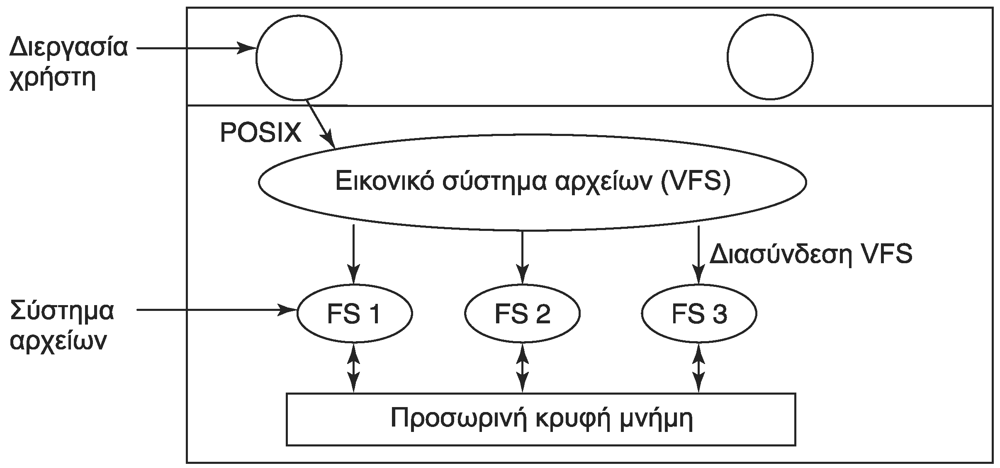 Διεργασία
χρήστη
POSIX
Εικονικό σύστημα αρχείων (VFS)
Διασύνδεση VFS
Σύστημα
αρχείων
FS 1
FS 2
FS 3
Προσωρινή κρυφή μνήμη